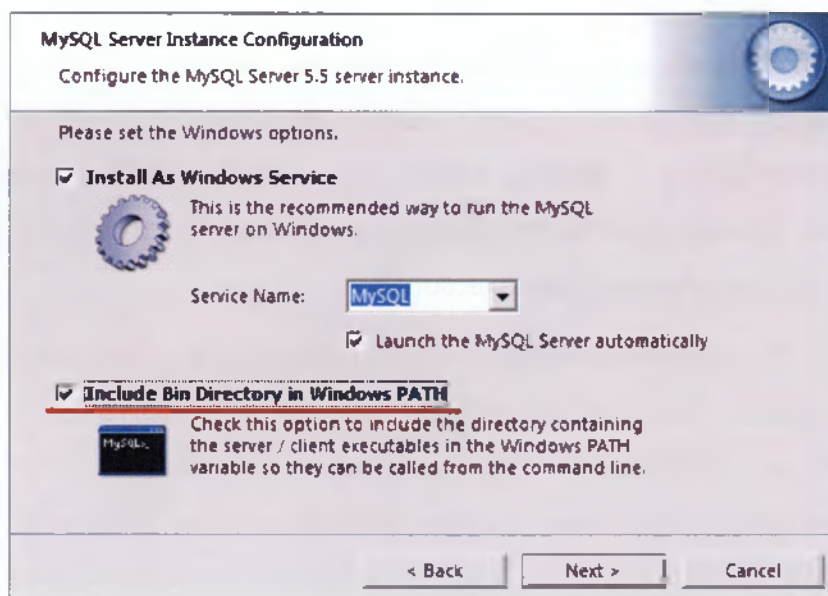 MySQL Server Instance Configuration
Configure the MySQL Server 5.5 server instance.
Please set the Windows options.
Install As Windows Service
This is the recommended way to run the MySQL
server on Windows.
Service Name:
MySQL
Launch the MySQL Server automatically
Include Bin Directory in Windows PATH
MySQL>_
Check this option to include the directory containing
the server / client executables in the Windows PATH
variable so they can be called from the command line.
< Back
Next >
Cancel